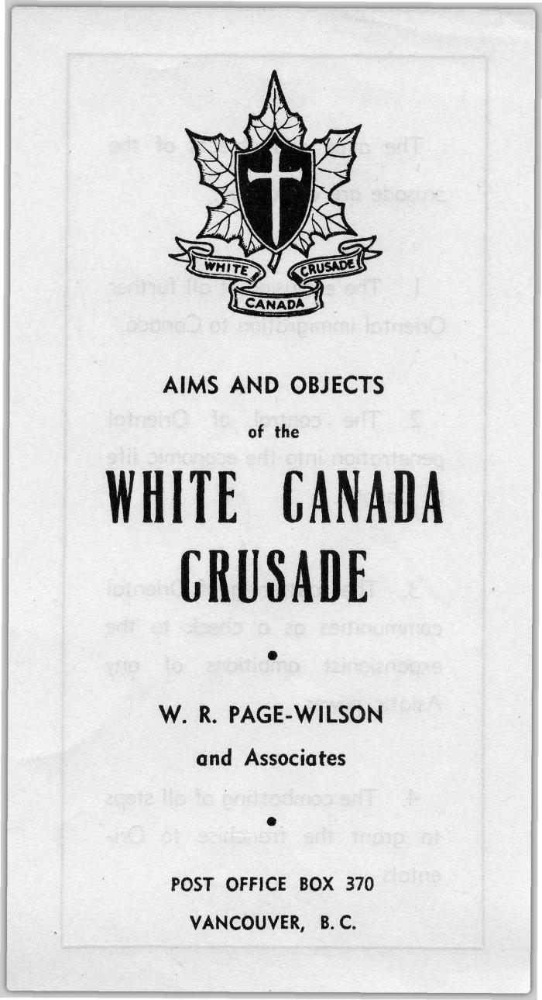 WHITE
CRUSADE
CANADA
AIMS AND OBJECTS
of the
WHITE CANADA
CRUSADE
W. R. PAGE-WILSON
and Associates
POST OFFICE BOX 370
VANCOUVER, B. C.